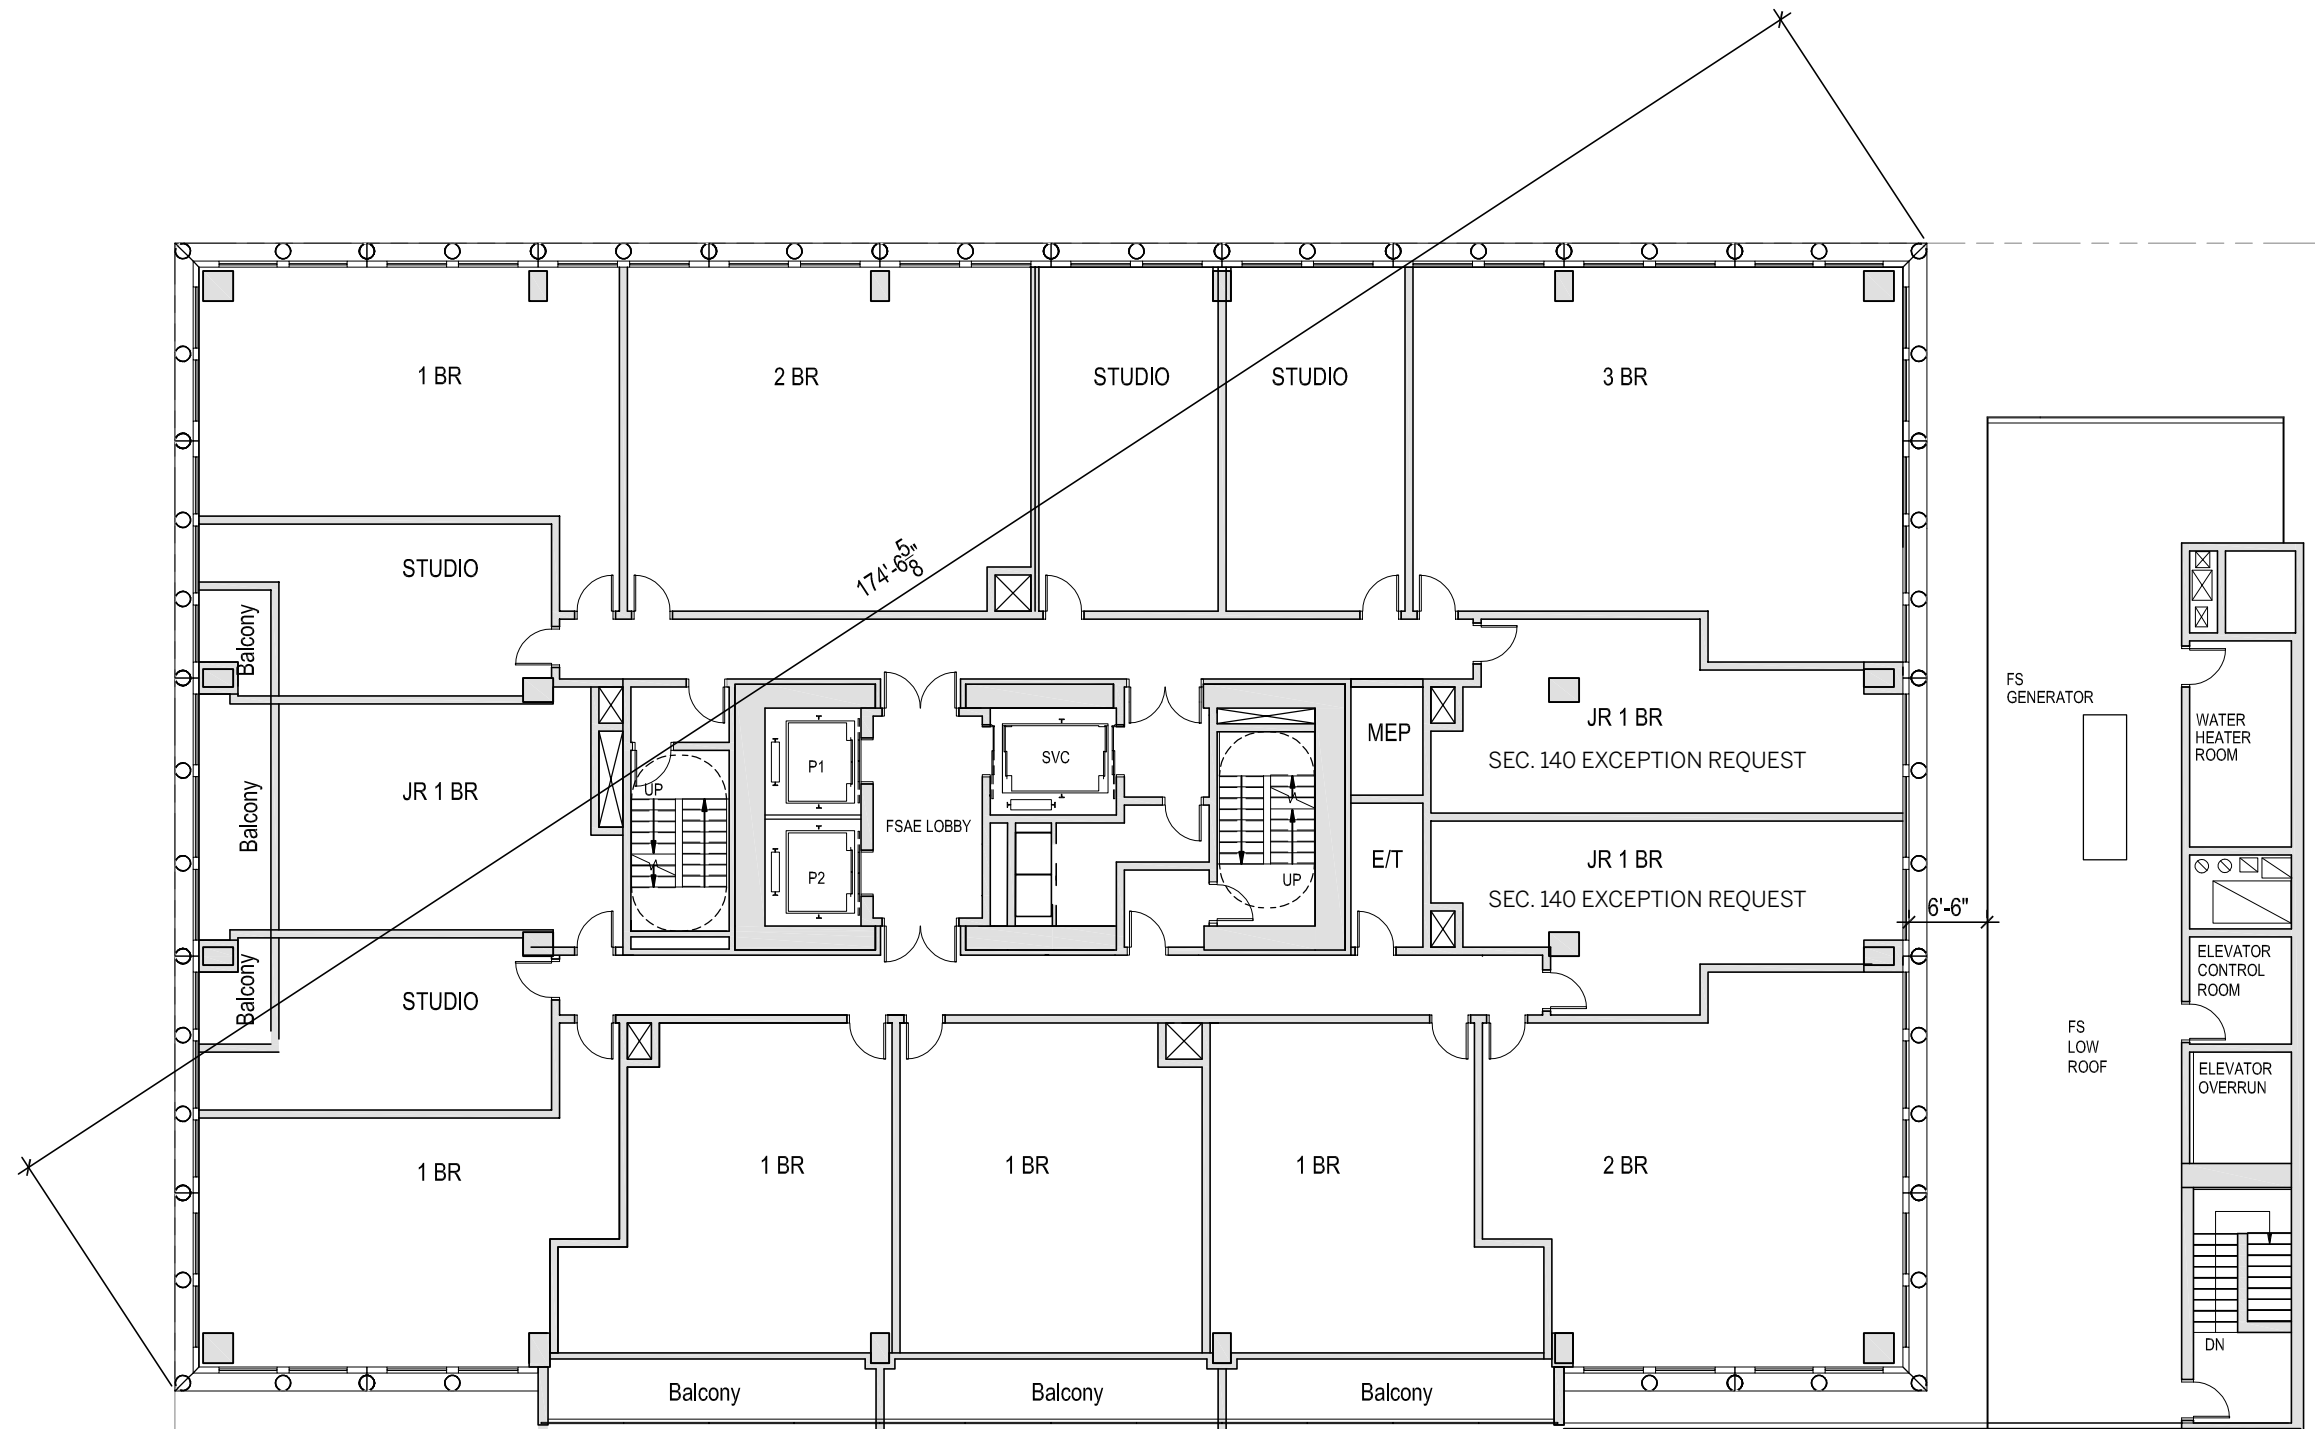 1 BR
2 BR
STUDIO
STUDIO
3 BR
STUDIO
174'-6 5/8"
Balcony
FS
GENERATOR
JR 1 BR
SEC. 140 EXCEPTION REQUEST
MEP
WATER
HEATER
ROOM
P1
SVC
UP
JR 1 BR
Balcony
FSAE LOBBY
P2
UP
E/T
JR 1 BR
SEC. 140 EXCEPTION REQUEST
6'-6"
ELEVATOR
CONTROL
ROOM
Balcony
STUDIO
FS
LOW
ROOF
ELEVATOR
OVERRUN
1 BR
1 BR
1 BR
1 BR
2 BR
DN
Balcony
Balcony
Balcony